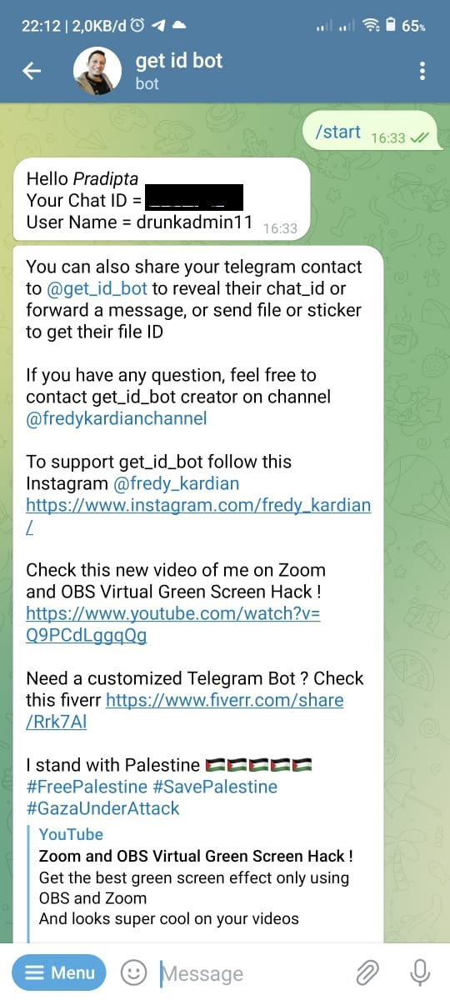 22:12 | 2,0KB/d
65%
get id bot
bot
/start 16:33
Hello Pradipta
Your Chat ID =
User Name = drunkadmin11 16:33
You can also share your telegram contact
to @get_id_bot to reveal their chat_id or
forward a message, or send file or sticker
to get their file ID
If you have any question, feel free to
contact get_id_bot creator on channel
@fredykardianchannel
To support get_id_bot follow this
Instagram @fredy_kardian
https://www.instagram.com/fredy_kardian
/
Check this new video of me on Zoom
and OBS Virtual Green Screen Hack !
https://www.youtube.com/watch?v=
Q9PCdLggqQg
Need a customized Telegram Bot ? Check
this fiverr https://www.fiverr.com/share
/Rrk7Al
I stand with Palestine 🇵🇸🇵🇸🇵🇸🇵🇸🇵🇸
#FreePalestine #SavePalestine
#GazaUnderAttack
YouTube
Zoom and OBS Virtual Green Screen Hack !
Get the best green screen effect only using
OBS and Zoom
And looks super cool on your videos
Menu
Message